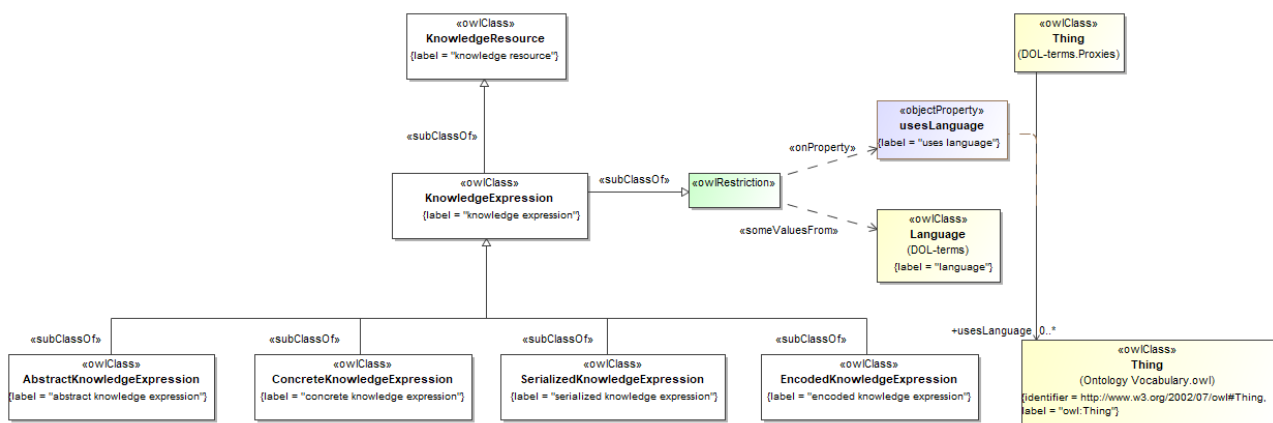 «owlClass»
KnowledgeResource
{label = "knowledge resource"}
«owlClass»
Thing
(DOL-terms.Proxies)
«subClassOf»
«objectProperty»
usesLanguage
{label = "uses language"}
«onProperty»
«owlClass»
KnowledgeExpression
{label = "knowledge expression"}
«subClassOf»
«owlRestriction»
«someValuesFrom»
«owlClass»
Language
(DOL-terms)
{label = "language"}
«subClassOf»
«subClassOf»
«subClassOf»
«subClassOf»
+usesLanguage 0..*
«owlClass»
AbstractKnowledgeExpression
{label = "abstract knowledge expression"}
«owlClass»
ConcreteKnowledgeExpression
{label = "concrete knowledge expression"}
«owlClass»
SerializedKnowledgeExpression
{label = "serialized knowledge expression"}
«owlClass»
EncodedKnowledgeExpression
{label = "encoded knowledge expression"}
«owlClass»
Thing
(Ontology Vocabulary.owl)
{identifier = http://www.w3.org/2002/07/owl#Thing,
label = "owl:Thing"}